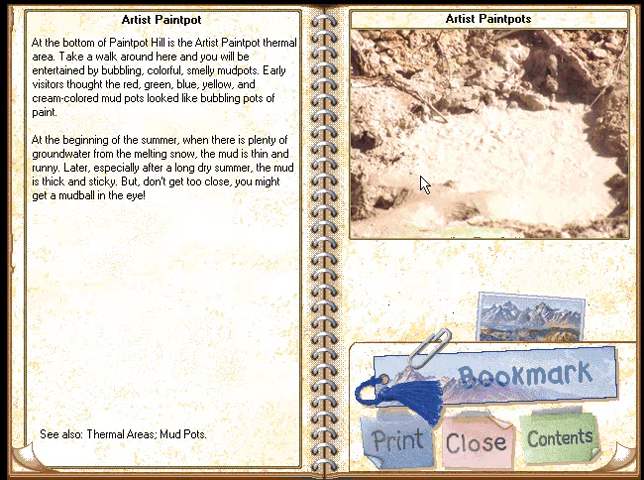 Artist Paintpot
At the bottom of Paintpot Hill is the Artist Paintpot thermal
area. Take a walk around here and you will be
entertained by bubbling, colorful, smelly mudpots. Early
visitors thought the red, green, blue, yellow, and
cream-colored mud pots looked like bubbling pots of
paint.
At the beginning of the summer, when there is plenty of
groundwater from the melting snow, the mud is thin and
runny. Later, especially after a long dry summer, the mud
is thick and sticky. But, don't get too close, you might
get a mudball in the eye!
See also: Thermal Areas; Mud Pots.
Artist Paintpots
Bookmark
Print
Close
Contents